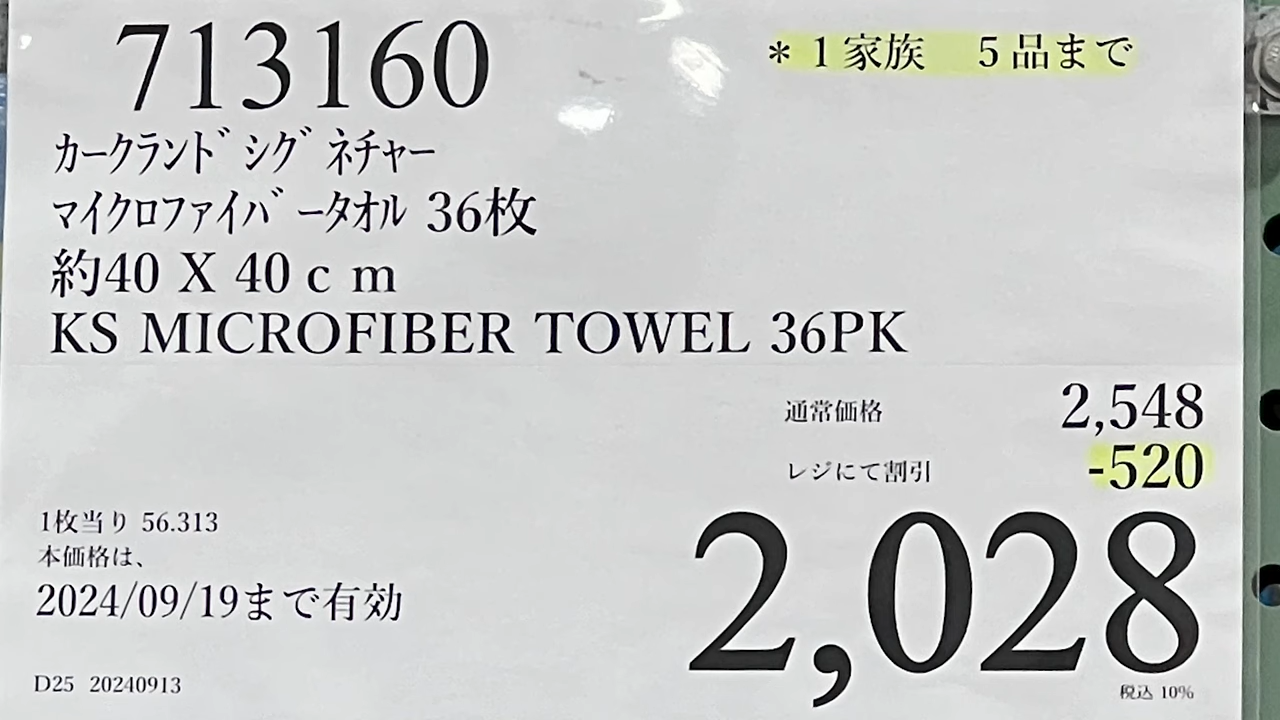 713160
＊１家族　５品まで
ｶｰｸﾗﾝﾄﾞｼｸﾞﾈﾁｬｰ
ﾏｲｸﾛﾌｧｲﾊﾞｰﾀｵﾙ 36枚
約40 X 40ｃｍ
KS MICROFIBER TOWEL 36PK
通常価格 2,548
レジにて割引 -520
2,028
1枚当り 56.313
本価格は、
2024/09/19まで有効
税込 10%
D25 20240913